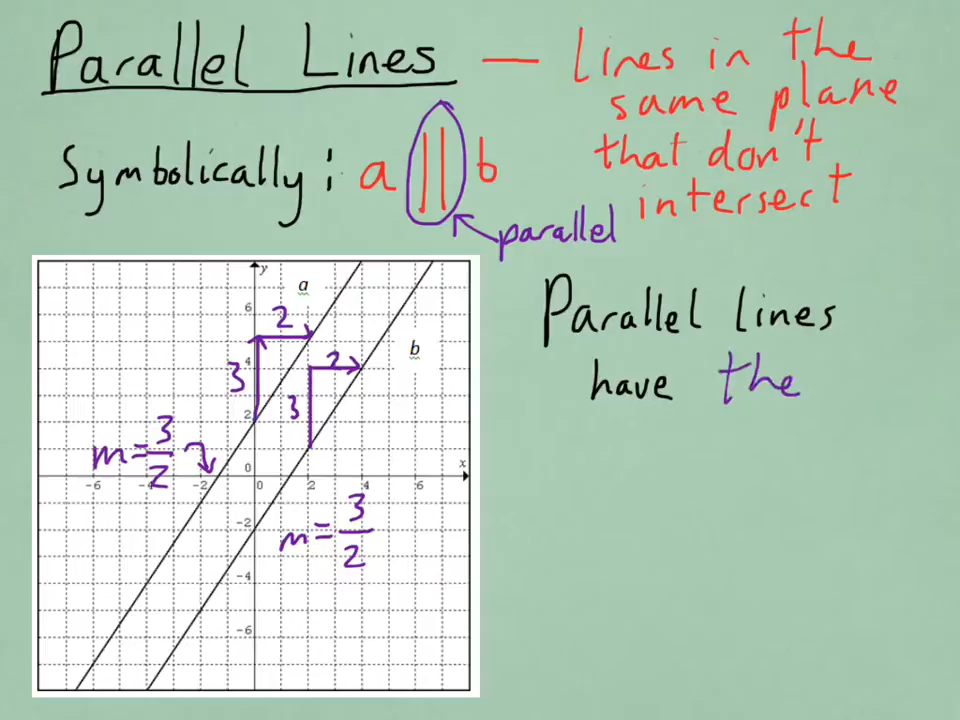 Parallel Lines — lines in the
same plane
that don't
intersect
Symbolically: a || b
parallel
Parallel lines
have the
y
a
b
x
6
4
2
0
-2
-4
-6
-6
-4
-2
0
2
4
6
2
3
2
3
m = 3/2
m = 3/2